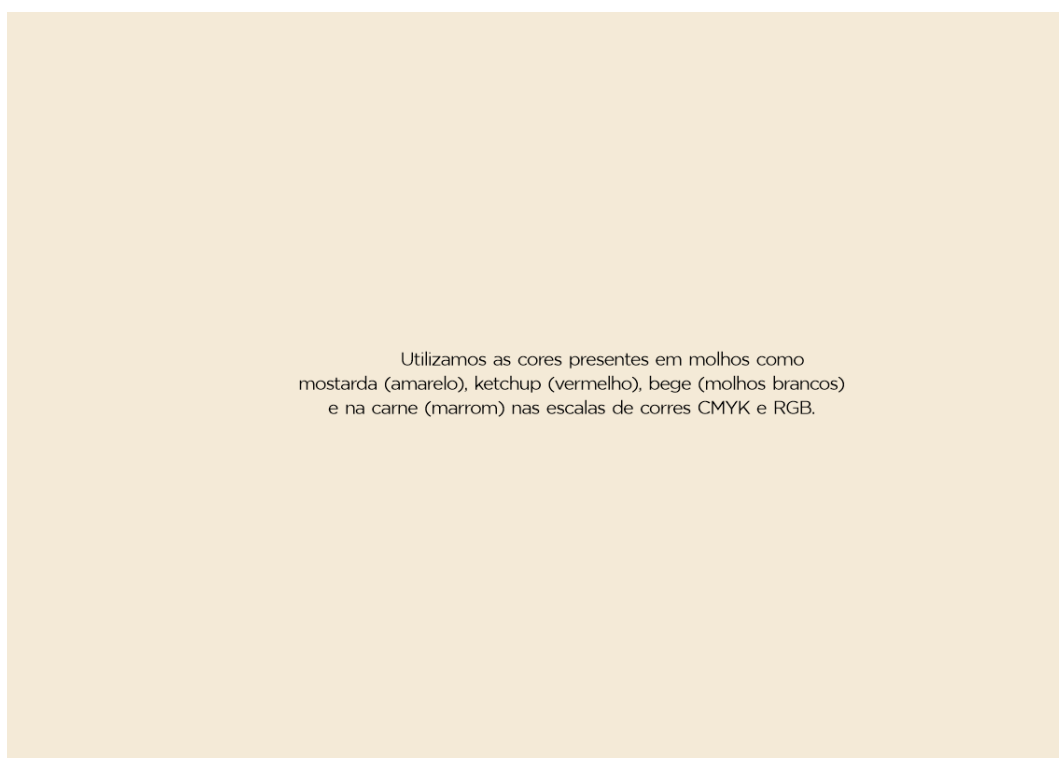 Utilizamos as cores presentes em molhos como
mostarda (amarelo), ketchup (vermelho), bege (molhos brancos)
e na carne (marrom) nas escalas de corres CMYK e RGB.